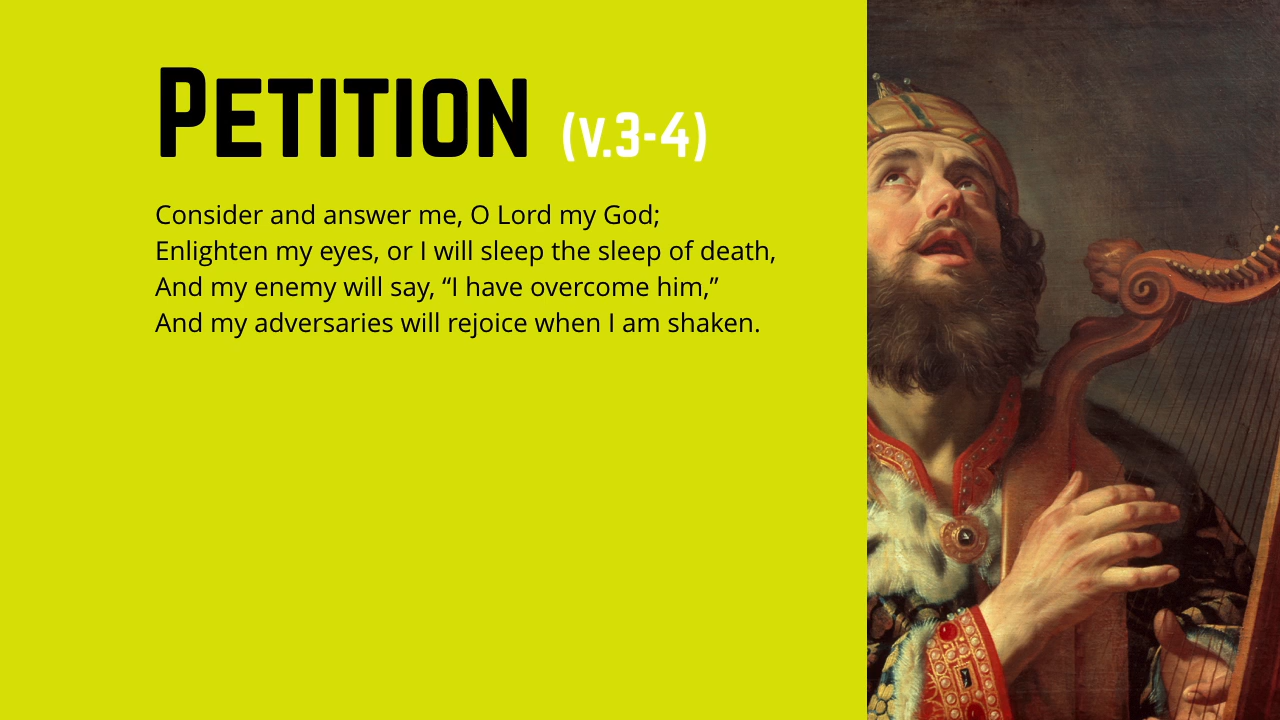 Petition (v.3-4)
Consider and answer me, O Lord my God;
Enlighten my eyes, or I will sleep the sleep of death,
And my enemy will say, “I have overcome him,”
And my adversaries will rejoice when I am shaken.